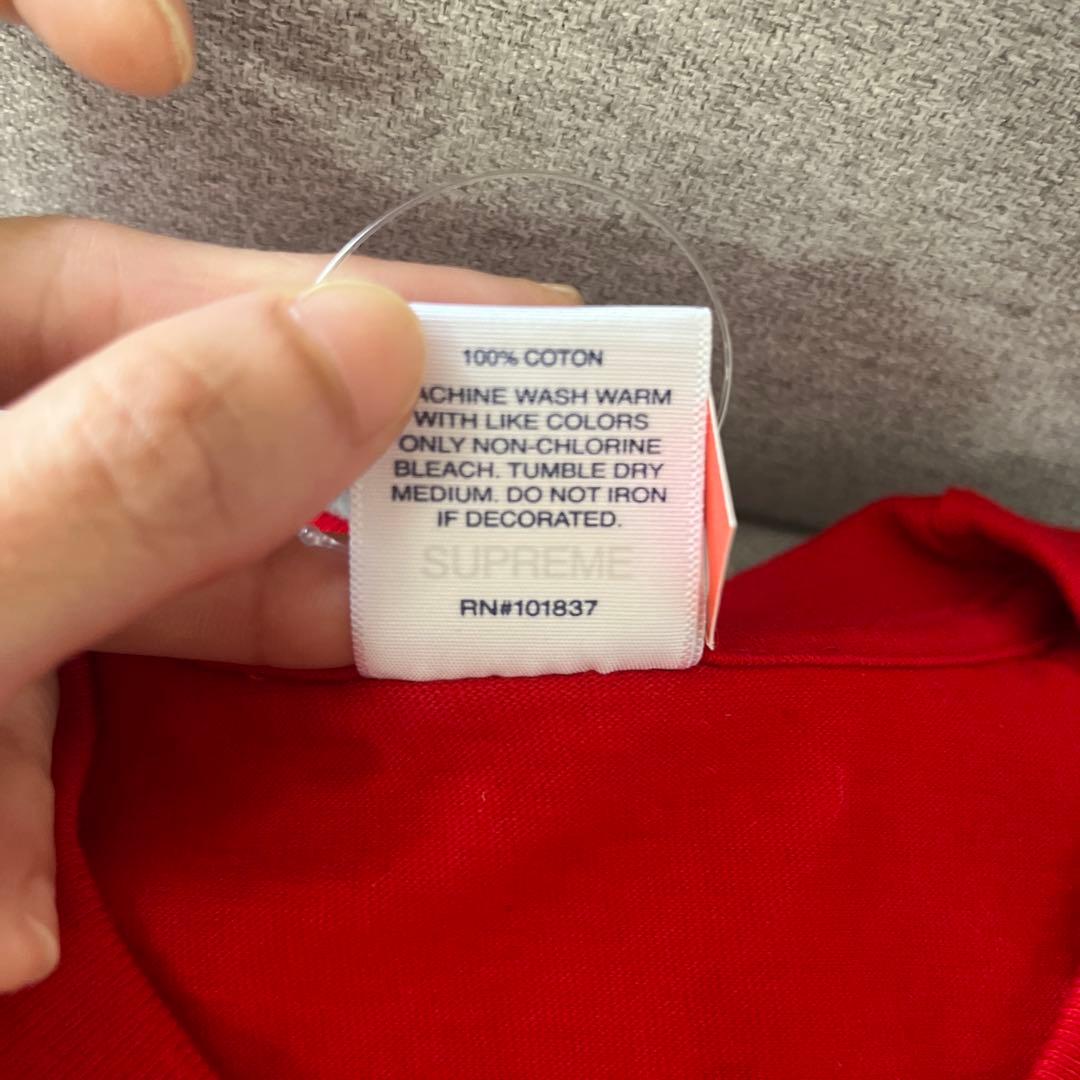 100% COTON
ACHINE WASH WARM
WITH LIKE COLORS
ONLY NON-CHLORINE
BLEACH. TUMBLE DRY
MEDIUM. DO NOT IRON
IF DECORATED.
SUPREME
RN#101837